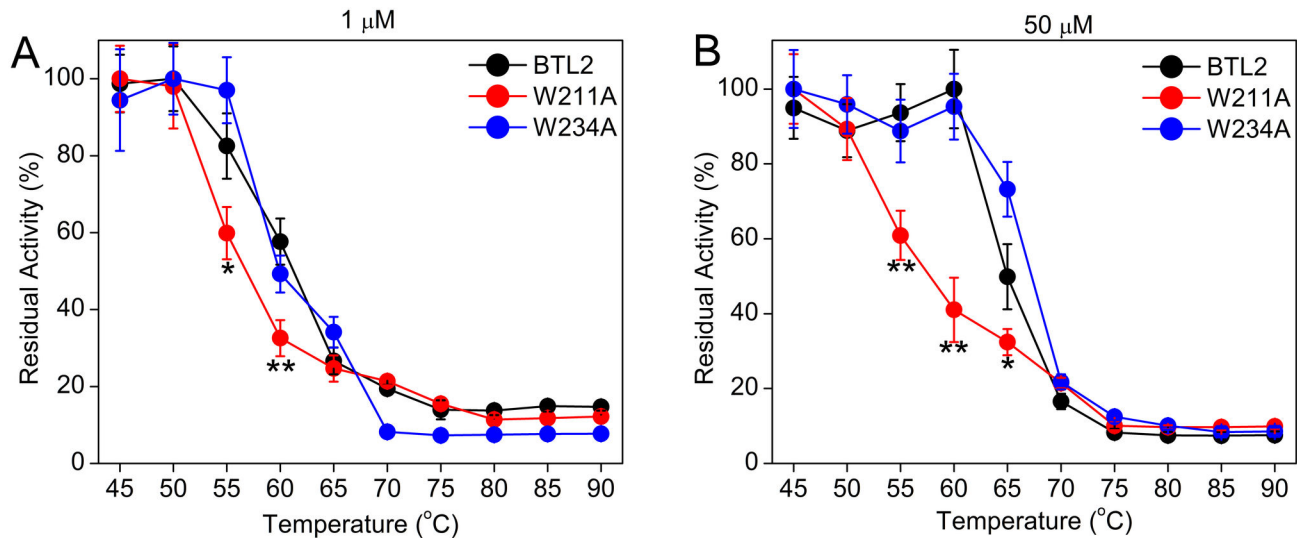 A
1 μM
Residual Activity (%)
100
80
60
40
20
0
BTL2
W211A
W234A
*
**
45 50 55 60 65 70 75 80 85 90
Temperature (°C)
B
50 μM
Residual Activity (%)
100
80
60
40
20
0
BTL2
W211A
W234A
**
**
*
45 50 55 60 65 70 75 80 85 90
Temperature (°C)